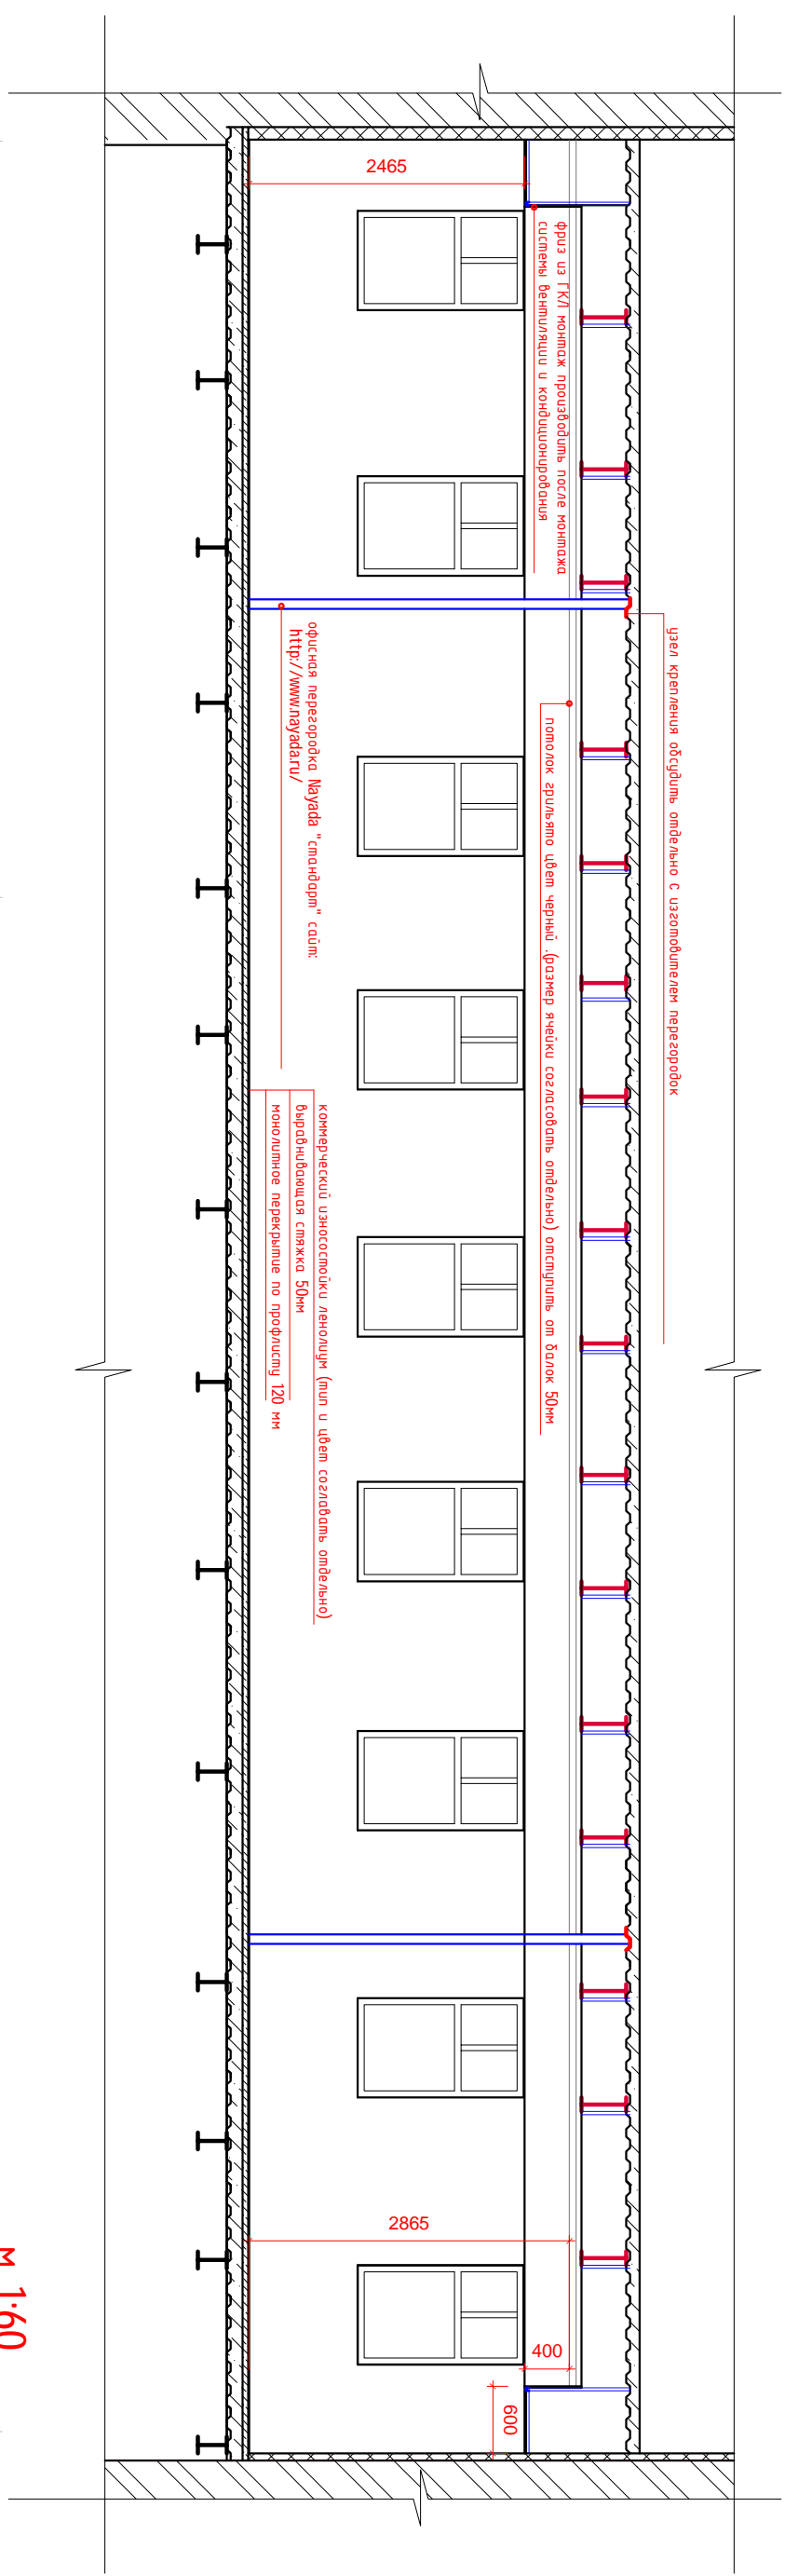 узел крепления обсудить отдельно С изготовителем перегородок
потолок грильято цвет черный .(размер ячейки согласовать отдельно) отступить от балок 50мм
фриз из ГКЛ монтаж производить после монтажа
системы вентиляции и кондиционирования
2465
офисная перегородка Nayada "стандарт" сайт:
http://www.nayada.ru/
коммерческий износостойки ленолиум (тип и цвет соглавать отдельно)
выравнивающая стяжка 50мм
монолитное перекрытие по профлисту 120 мм
2865
400
600
м 1:60